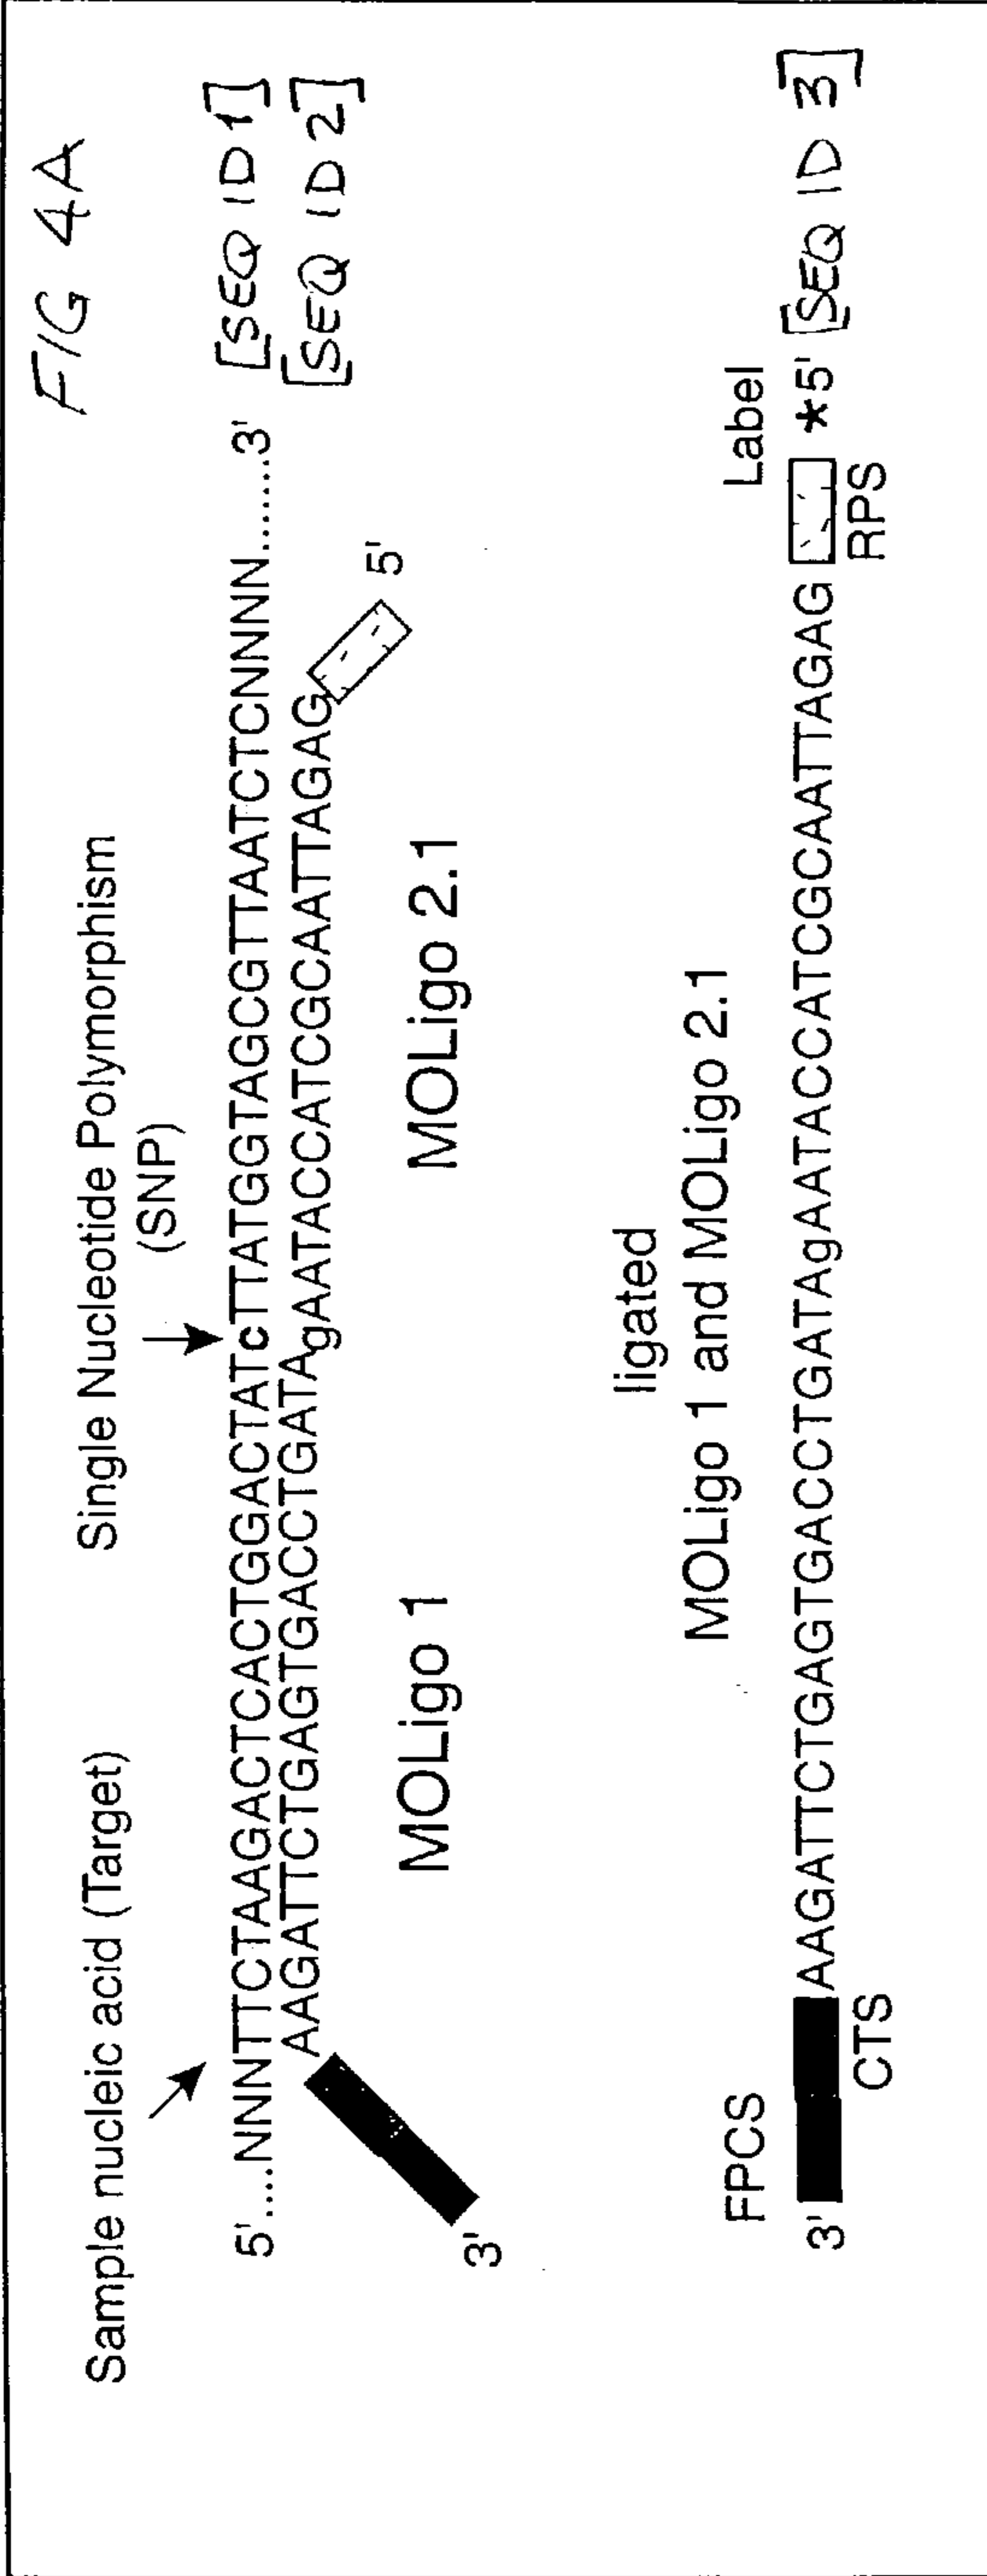 FIG 4A
Sample nucleic acid (Target)
Single Nucleotide Polymorphism
(SNP)
5'....NNNTTCTAAGACTCACTGGACTATcTTATGGTAGCGTTAATCTCNNNN........3' [SEQ ID 1]
AAGATTCTGAGTGACCTGATAgAATACCATCGCAATTAGAG [SEQ ID 2]
5'
3'
MOLigo 1
MOLigo 2.1
ligated
MOLigo 1 and MOLigo 2.1
FPCS
Label
3' AAGATTCTGAGTGACCTGATAgAATACCATCGCAATTAGAG *5' [SEQ ID 3]
CTS
RPS